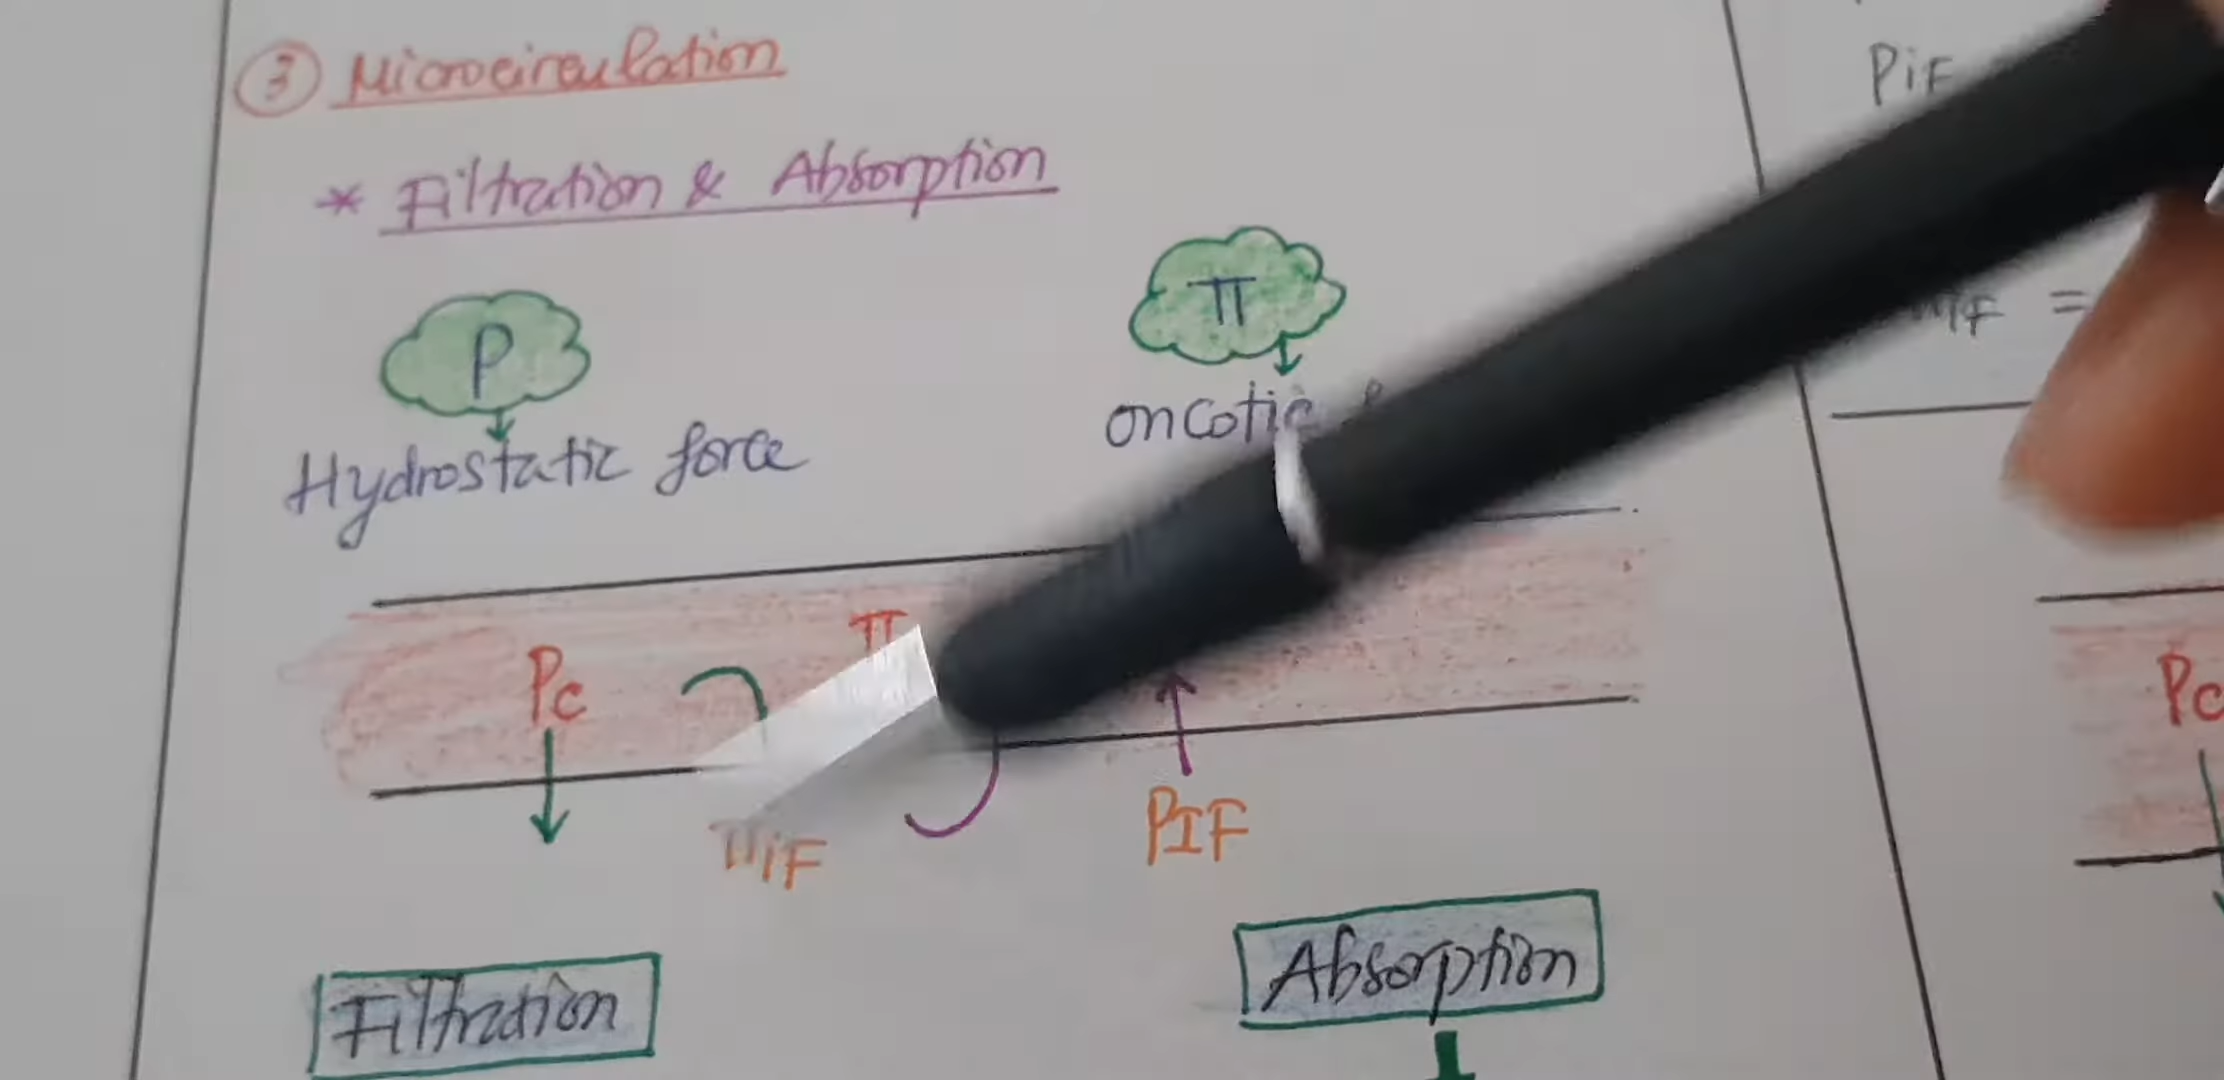 ③ Microcirculation
* Filtration & Absorption
P
π
Hydrostatic force
oncotic
Pc
π
πiF
PIF
Filtration
Absorption
PiF
=
Pc